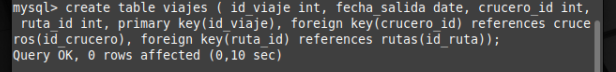 mysql> create table viajes ( id_viaje int, fecha_salida date, crucero_id int,
 ruta_id int, primary key(id_viaje), foreign key(crucero_id) references cruce
ros(id_crucero), foreign key(ruta_id) references rutas(id_ruta));
Query OK, 0 rows affected (0,10 sec)